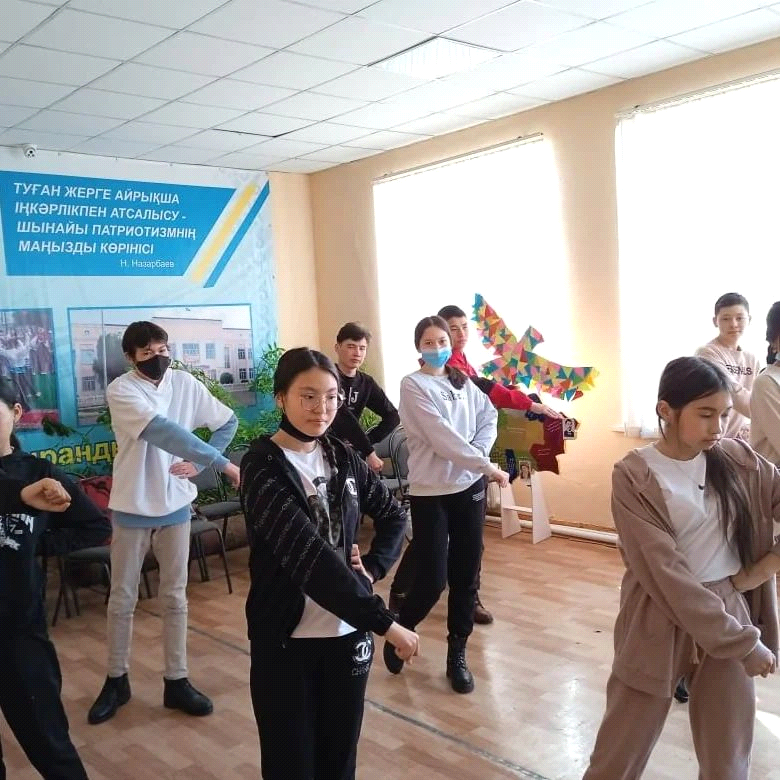 ТУҒАН ЖЕРГЕ АЙРЫҚША
ІҢКӘРЛІКПЕН АТСАЛЫСУ -
ШЫНАЙЫ ПАТРИОТИЗМНІҢ
МАҢЫЗДЫ КӨРІНІСІ
Н. Назарбаев